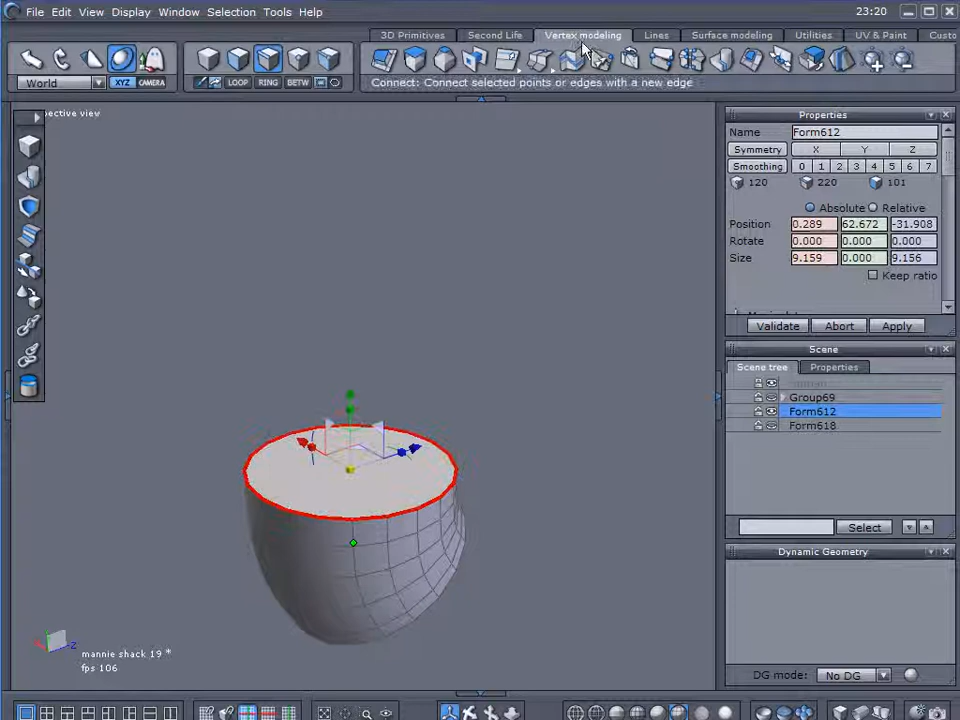 File Edit Display Window Selection Tools Help 23:20
3D Primitives Second Life Vertex modeling Lines Surface modeling Utilities UV & Paint Custo
World XYZ CAMERA LOOP RING BETW Connect: Connect selected points or edges with a new edge
pective view
Properties
Name Form612
Symmetry X Y Z
Smoothing 0 1 2 3 4 5 6 7
120 220 101
Absolute Relative
Position 0.289 62.672 -31.908
Rotate 0.000 0.000 0.000
Size 9.159 0.000 9.156
Keep ratio
Validate Abort Apply
Scene
Scene tree Properties
Group69
Form612
Form618
Select
Dynamic Geometry
Z
mannie shack 19 *
fps 106
DG mode: No DG